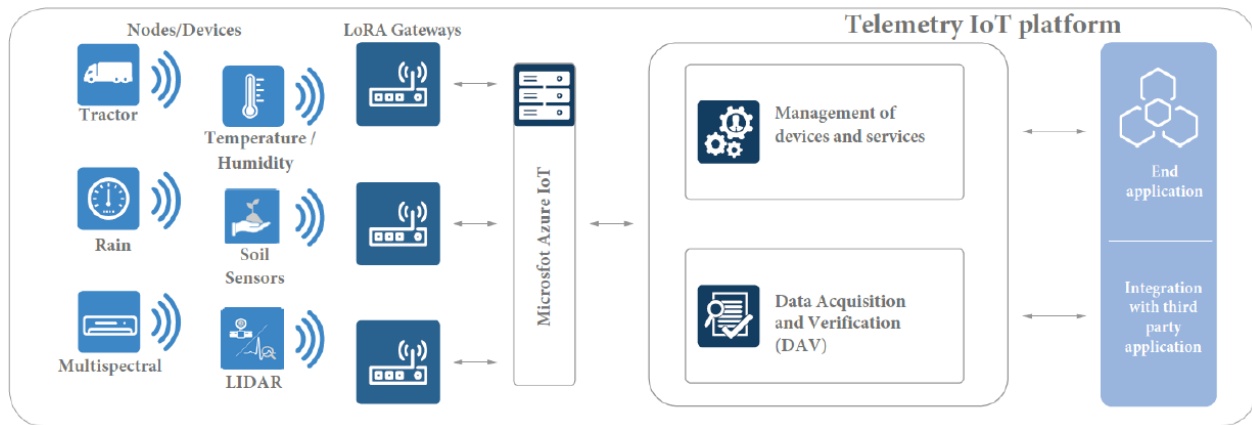 Telemetry IoT platform
Nodes/Devices
LoRA Gateways
Tractor
Temperature /
Humidity
Rain
Soil
Sensors
Multispectral
LIDAR
Microsfot Azure IoT
Management of
devices and services
Data Acquisition
and Verification
(DAV)
End
application
Integration
with third
party
application